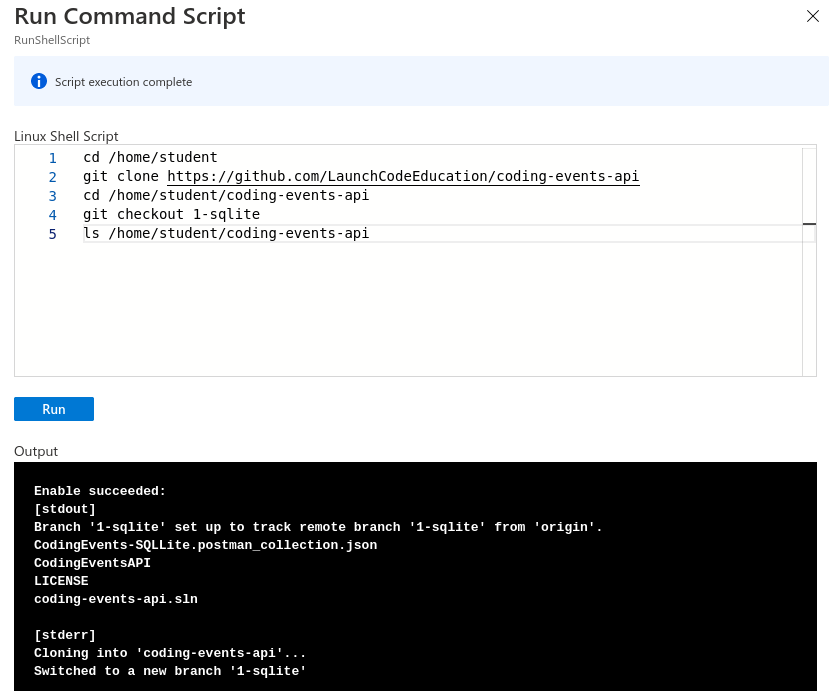 Run Command Script
RunShellScript
Script execution complete
Linux Shell Script
1 cd /home/student
2 git clone https://github.com/LaunchCodeEducation/coding-events-api
3 cd /home/student/coding-events-api
4 git checkout 1-sqlite
5 ls /home/student/coding-events-api
Run
Output
Enable succeeded:
[stdout]
Branch '1-sqlite' set up to track remote branch '1-sqlite' from 'origin'.
CodingEvents-SQLLite.postman_collection.json
CodingEventsAPI
LICENSE
coding-events-api.sln
[stderr]
Cloning into 'coding-events-api'...
Switched to a new branch '1-sqlite'